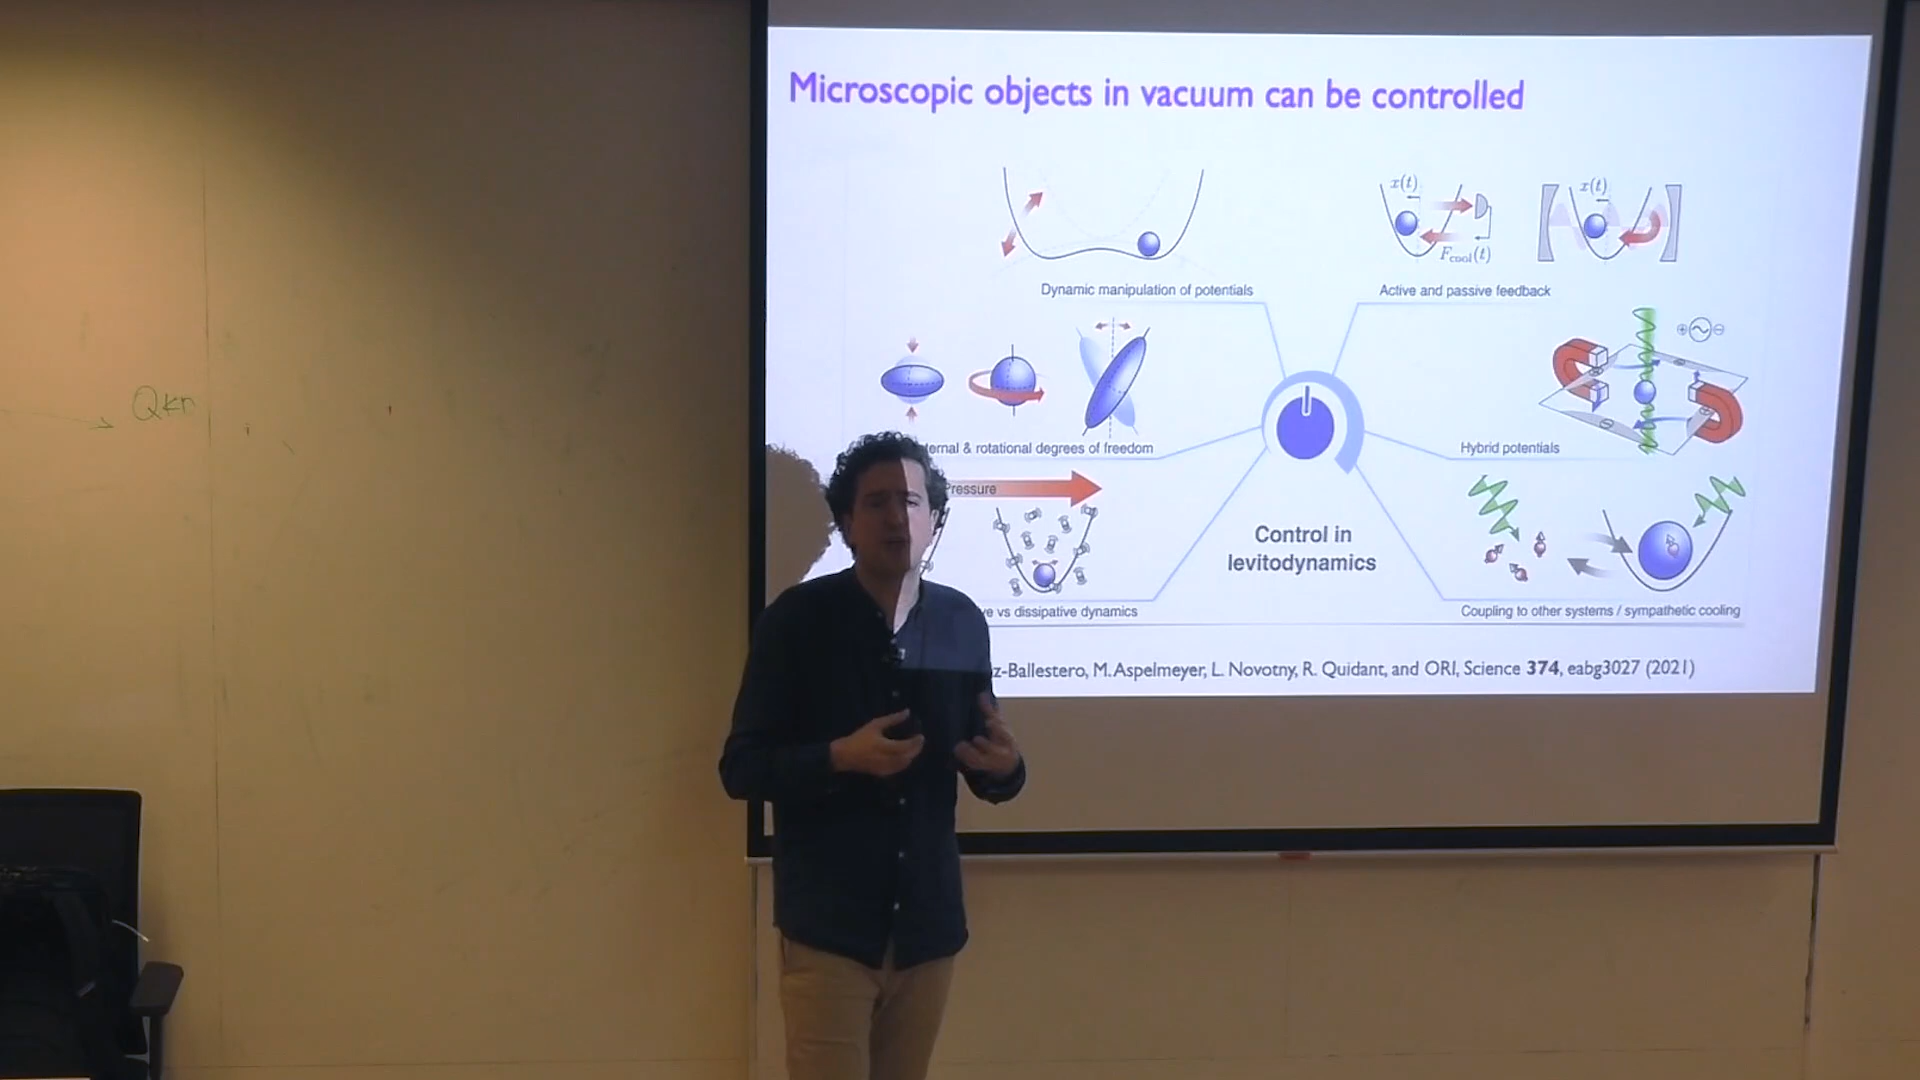 Microscopic objects in vacuum can be controlled
x(t)
x(t)
F_cool(t)
Dynamic manipulation of potentials
Active and passive feedback
ternal & rotational degrees of freedom
Hybrid potentials
Pressure
Control in
levitodynamics
ve vs dissipative dynamics
Coupling to other systems / sympathetic cooling
z-Ballestero, M. Aspelmeyer, L. Novotny, R. Quidant, and ORI, Science 374, eabg3027 (2021)